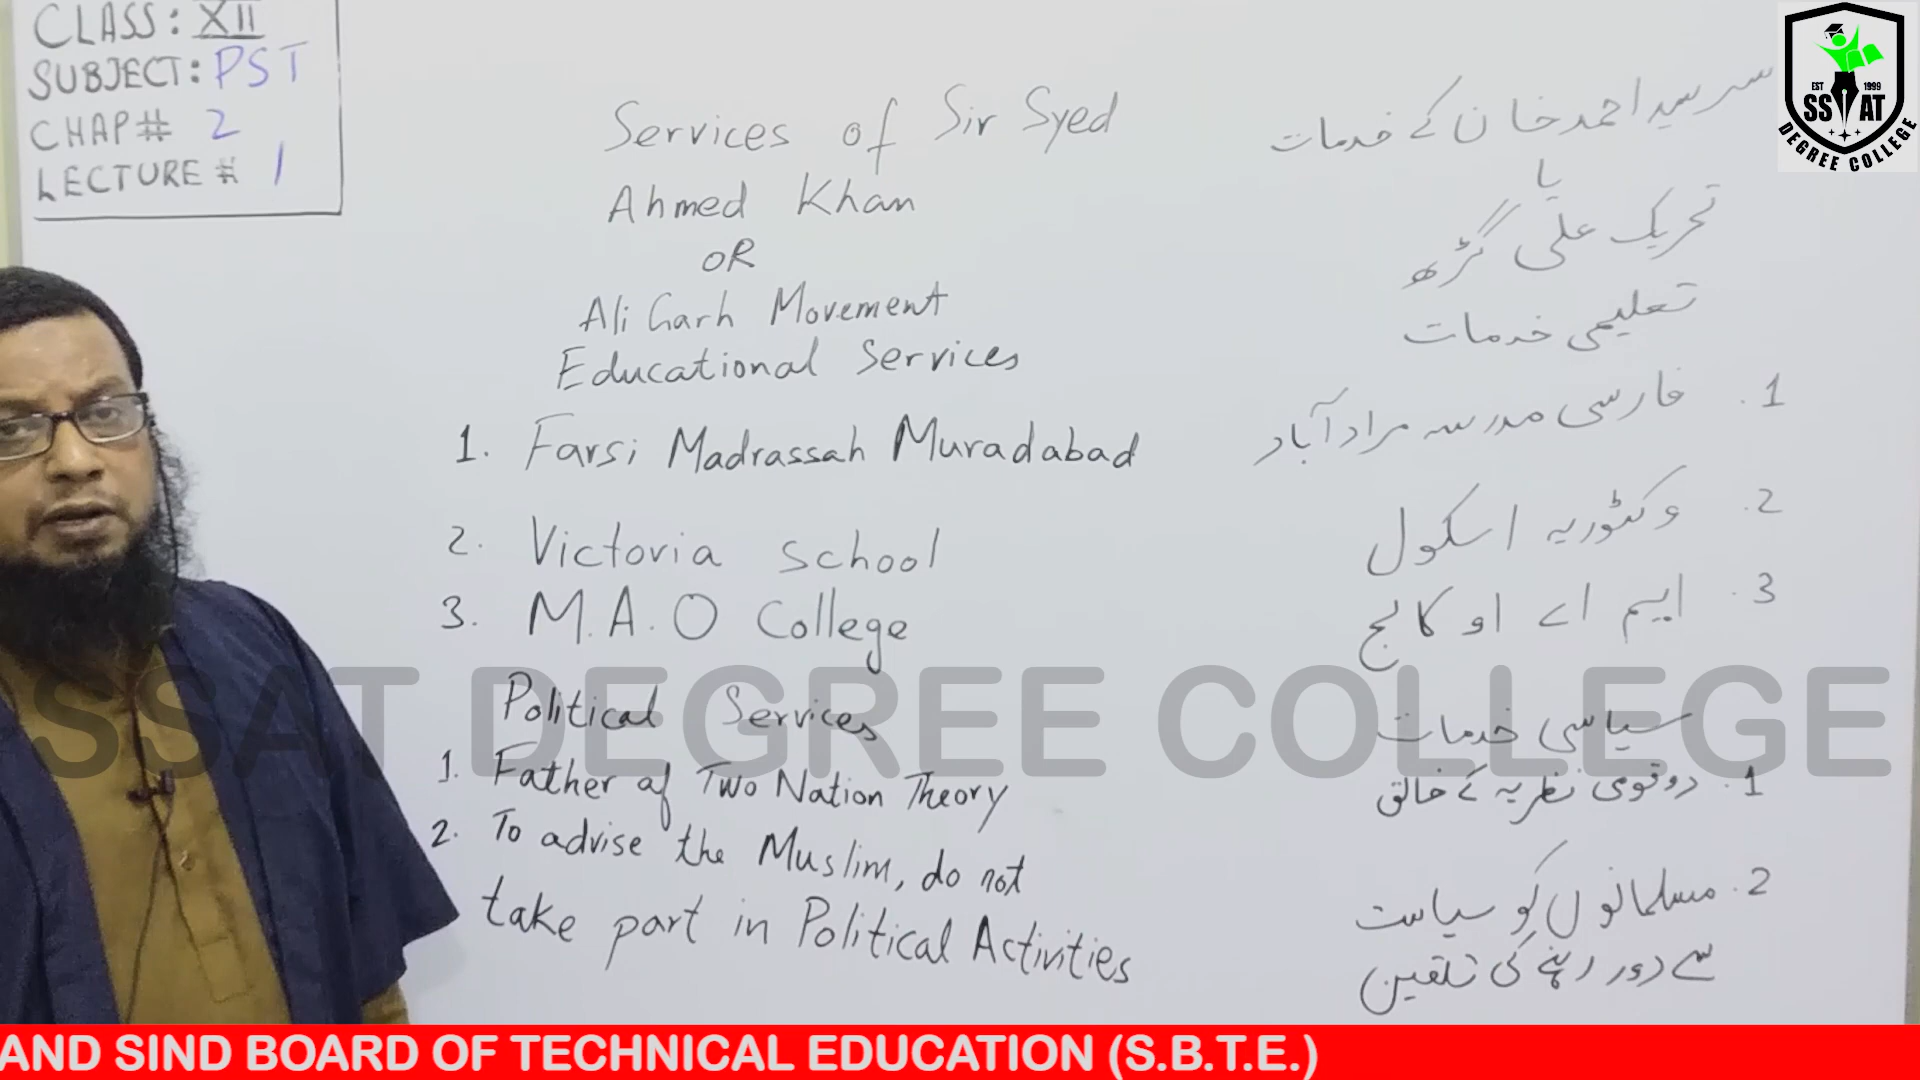 CLASS: XII
SUBJECT: PST
CHAP# 2
LECTURE # 1
Services of Sir Syed
Ahmed Khan
OR
Ali Garh Movement
Educational Services
1. Farsi Madrassah Muradabad
2. Victoria School
3. M.A.O College
Political Services
1. Father of Two Nation Theory
2. To advise the Muslim, do not
take part in Political Activities
سرسید احمد خان کے خدمات
یا
تحریک علی گڑھ
تعلیمی خدمات
1. فارسی مدرسہ مراد آباد
2. وکٹوریہ اسکول
3. ایم اے او کالج
سیاسی خدمات
1. دو قومی نظریہ کے خالق
2. مسلمانوں کو سیاست
سے دور رہنے کی تلقین
EST 1999
SSAT
DEGREE COLLEGE
SSAT DEGREE COLLEGE
AND SIND BOARD OF TECHNICAL EDUCATION (S.B.T.E.)